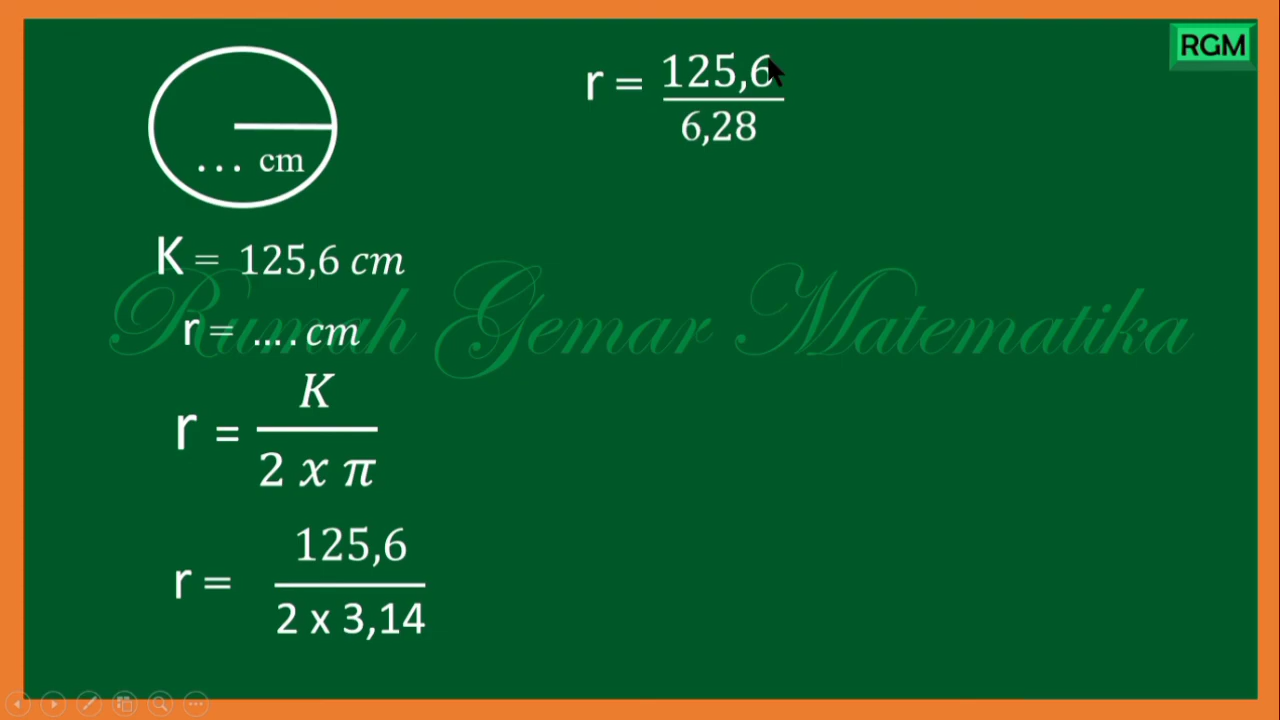 RGM
... cm
K = 125,6 cm
r = .... cm
r = K / 2 x π
r = 125,6 / 2 x 3,14
r = 125,6 / 6,28
Rumah Gemar Matematika